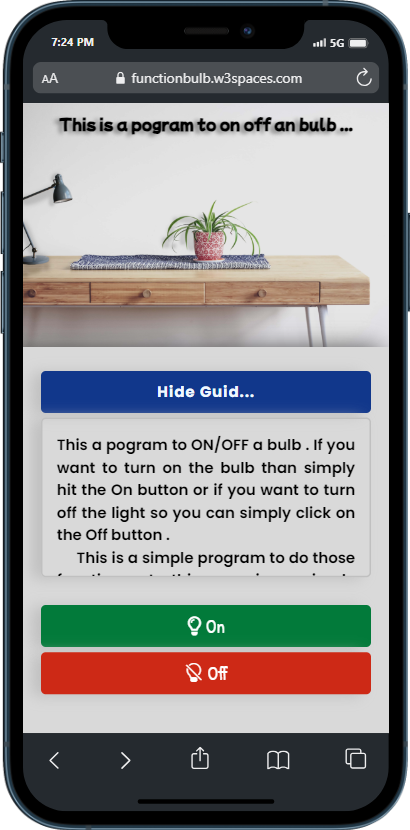 7:24 PM
5G
AA
functionbulb.w3spaces.com
This is a pogram to on off an bulb ...
Hide Guid...
This a pogram to ON/OFF a bulb . If you
want to turn on the bulb than simply
hit the On button or if you want to turn
off the light so you can simply click on
the Off button .
This is a simple program to do those
On
Off